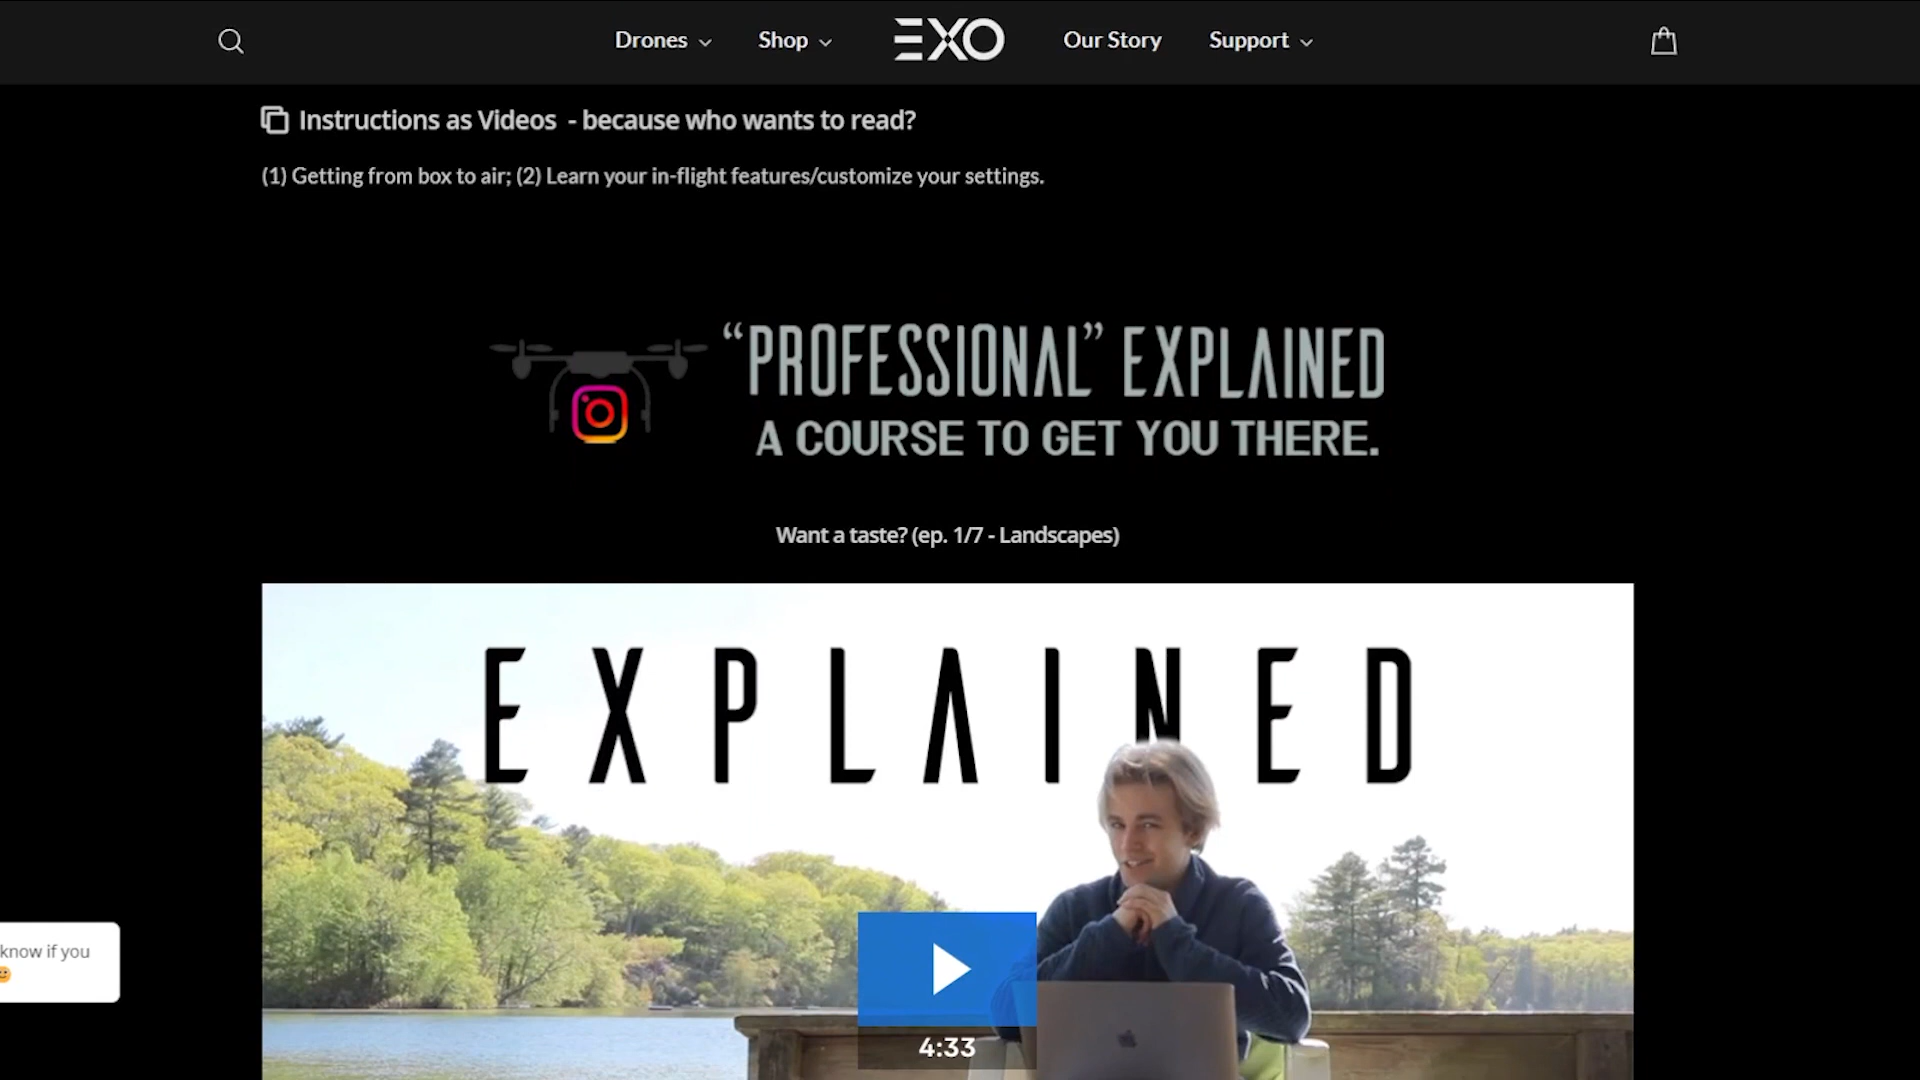 Drones
Shop
EXO
Our Story
Support
Instructions as Videos - because who wants to read?
(1) Getting from box to air; (2) Learn your in-flight features/customize your settings.
“PROFESSIONAL” EXPLAINED
A COURSE TO GET YOU THERE.
Want a taste? (ep. 1/7 - Landscapes)
EXPLAINED
know if you
4:33